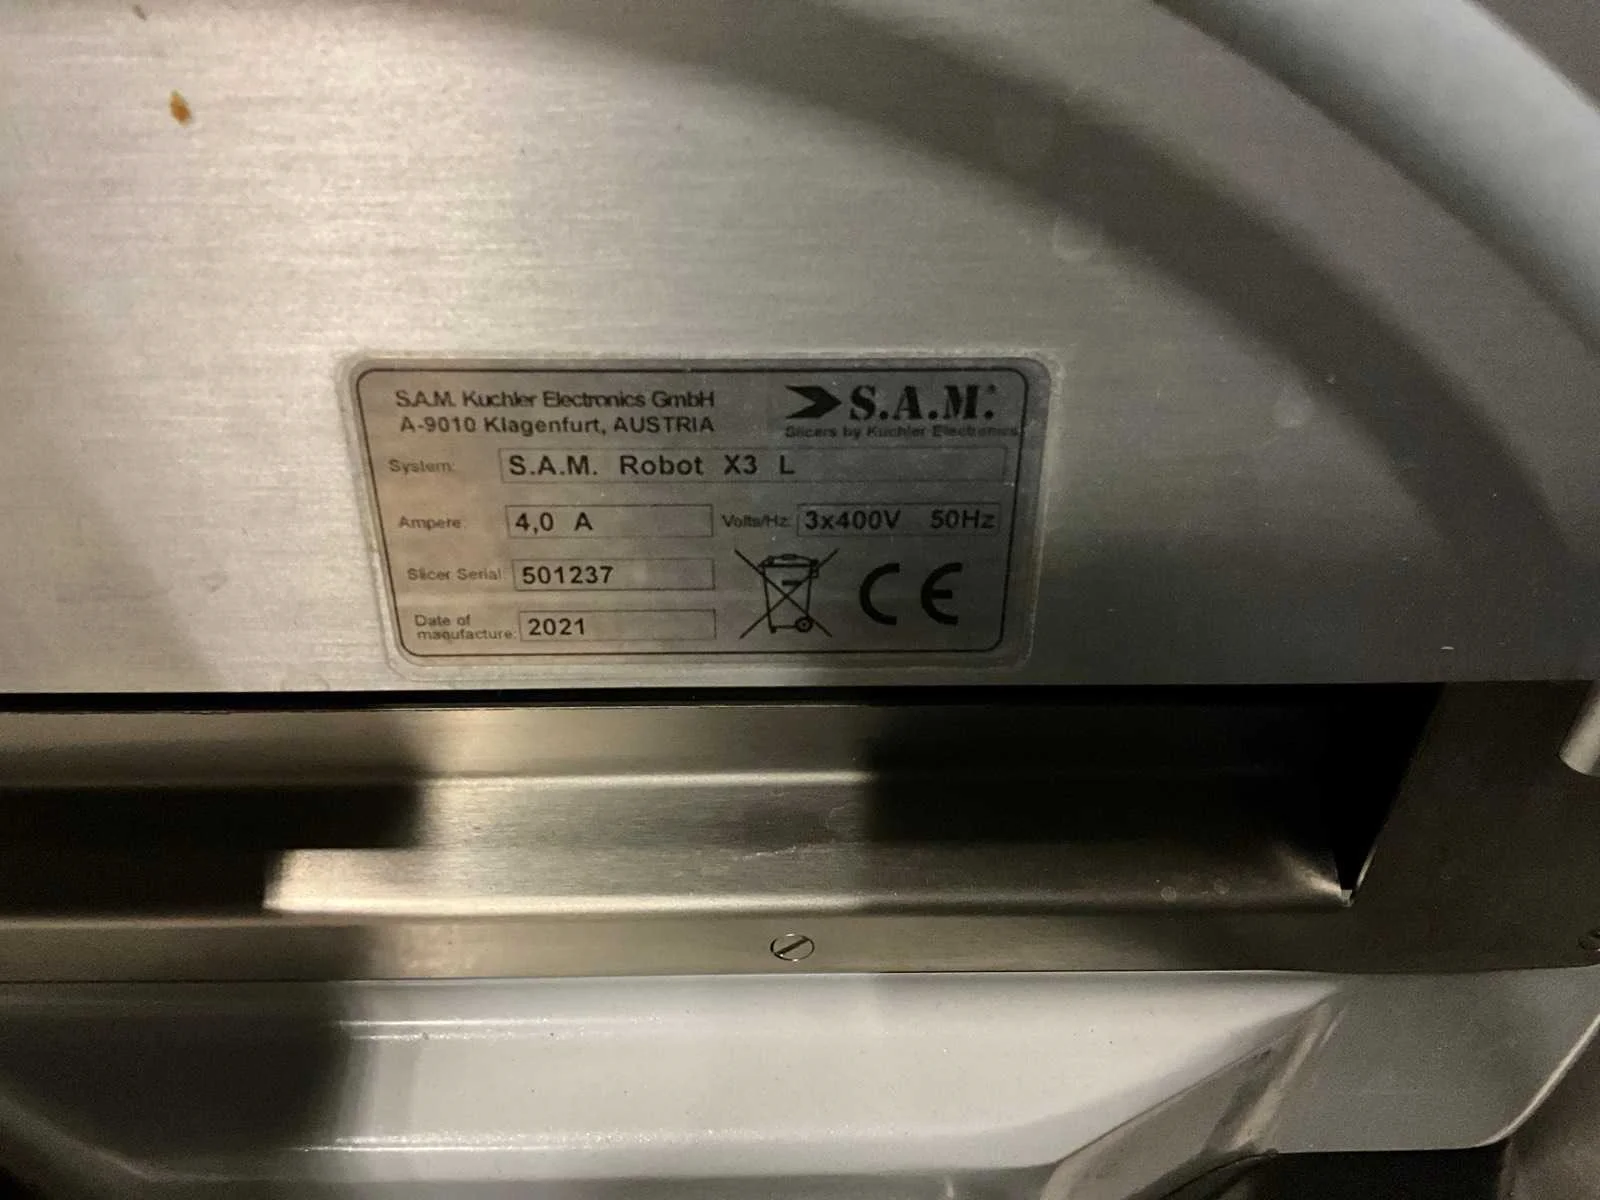 S.A.M. Kuchler Electronics GmbH
A-9010 Klagenfurt, AUSTRIA
S.A.M.®
Slicers by Kuchler Electronics
System: S.A.M. Robot X3 L
Ampere: 4,0 A Volts/Hz: 3x400V 50Hz
Slicer Serial: 501237
CE
Date of
manufacture: 2021